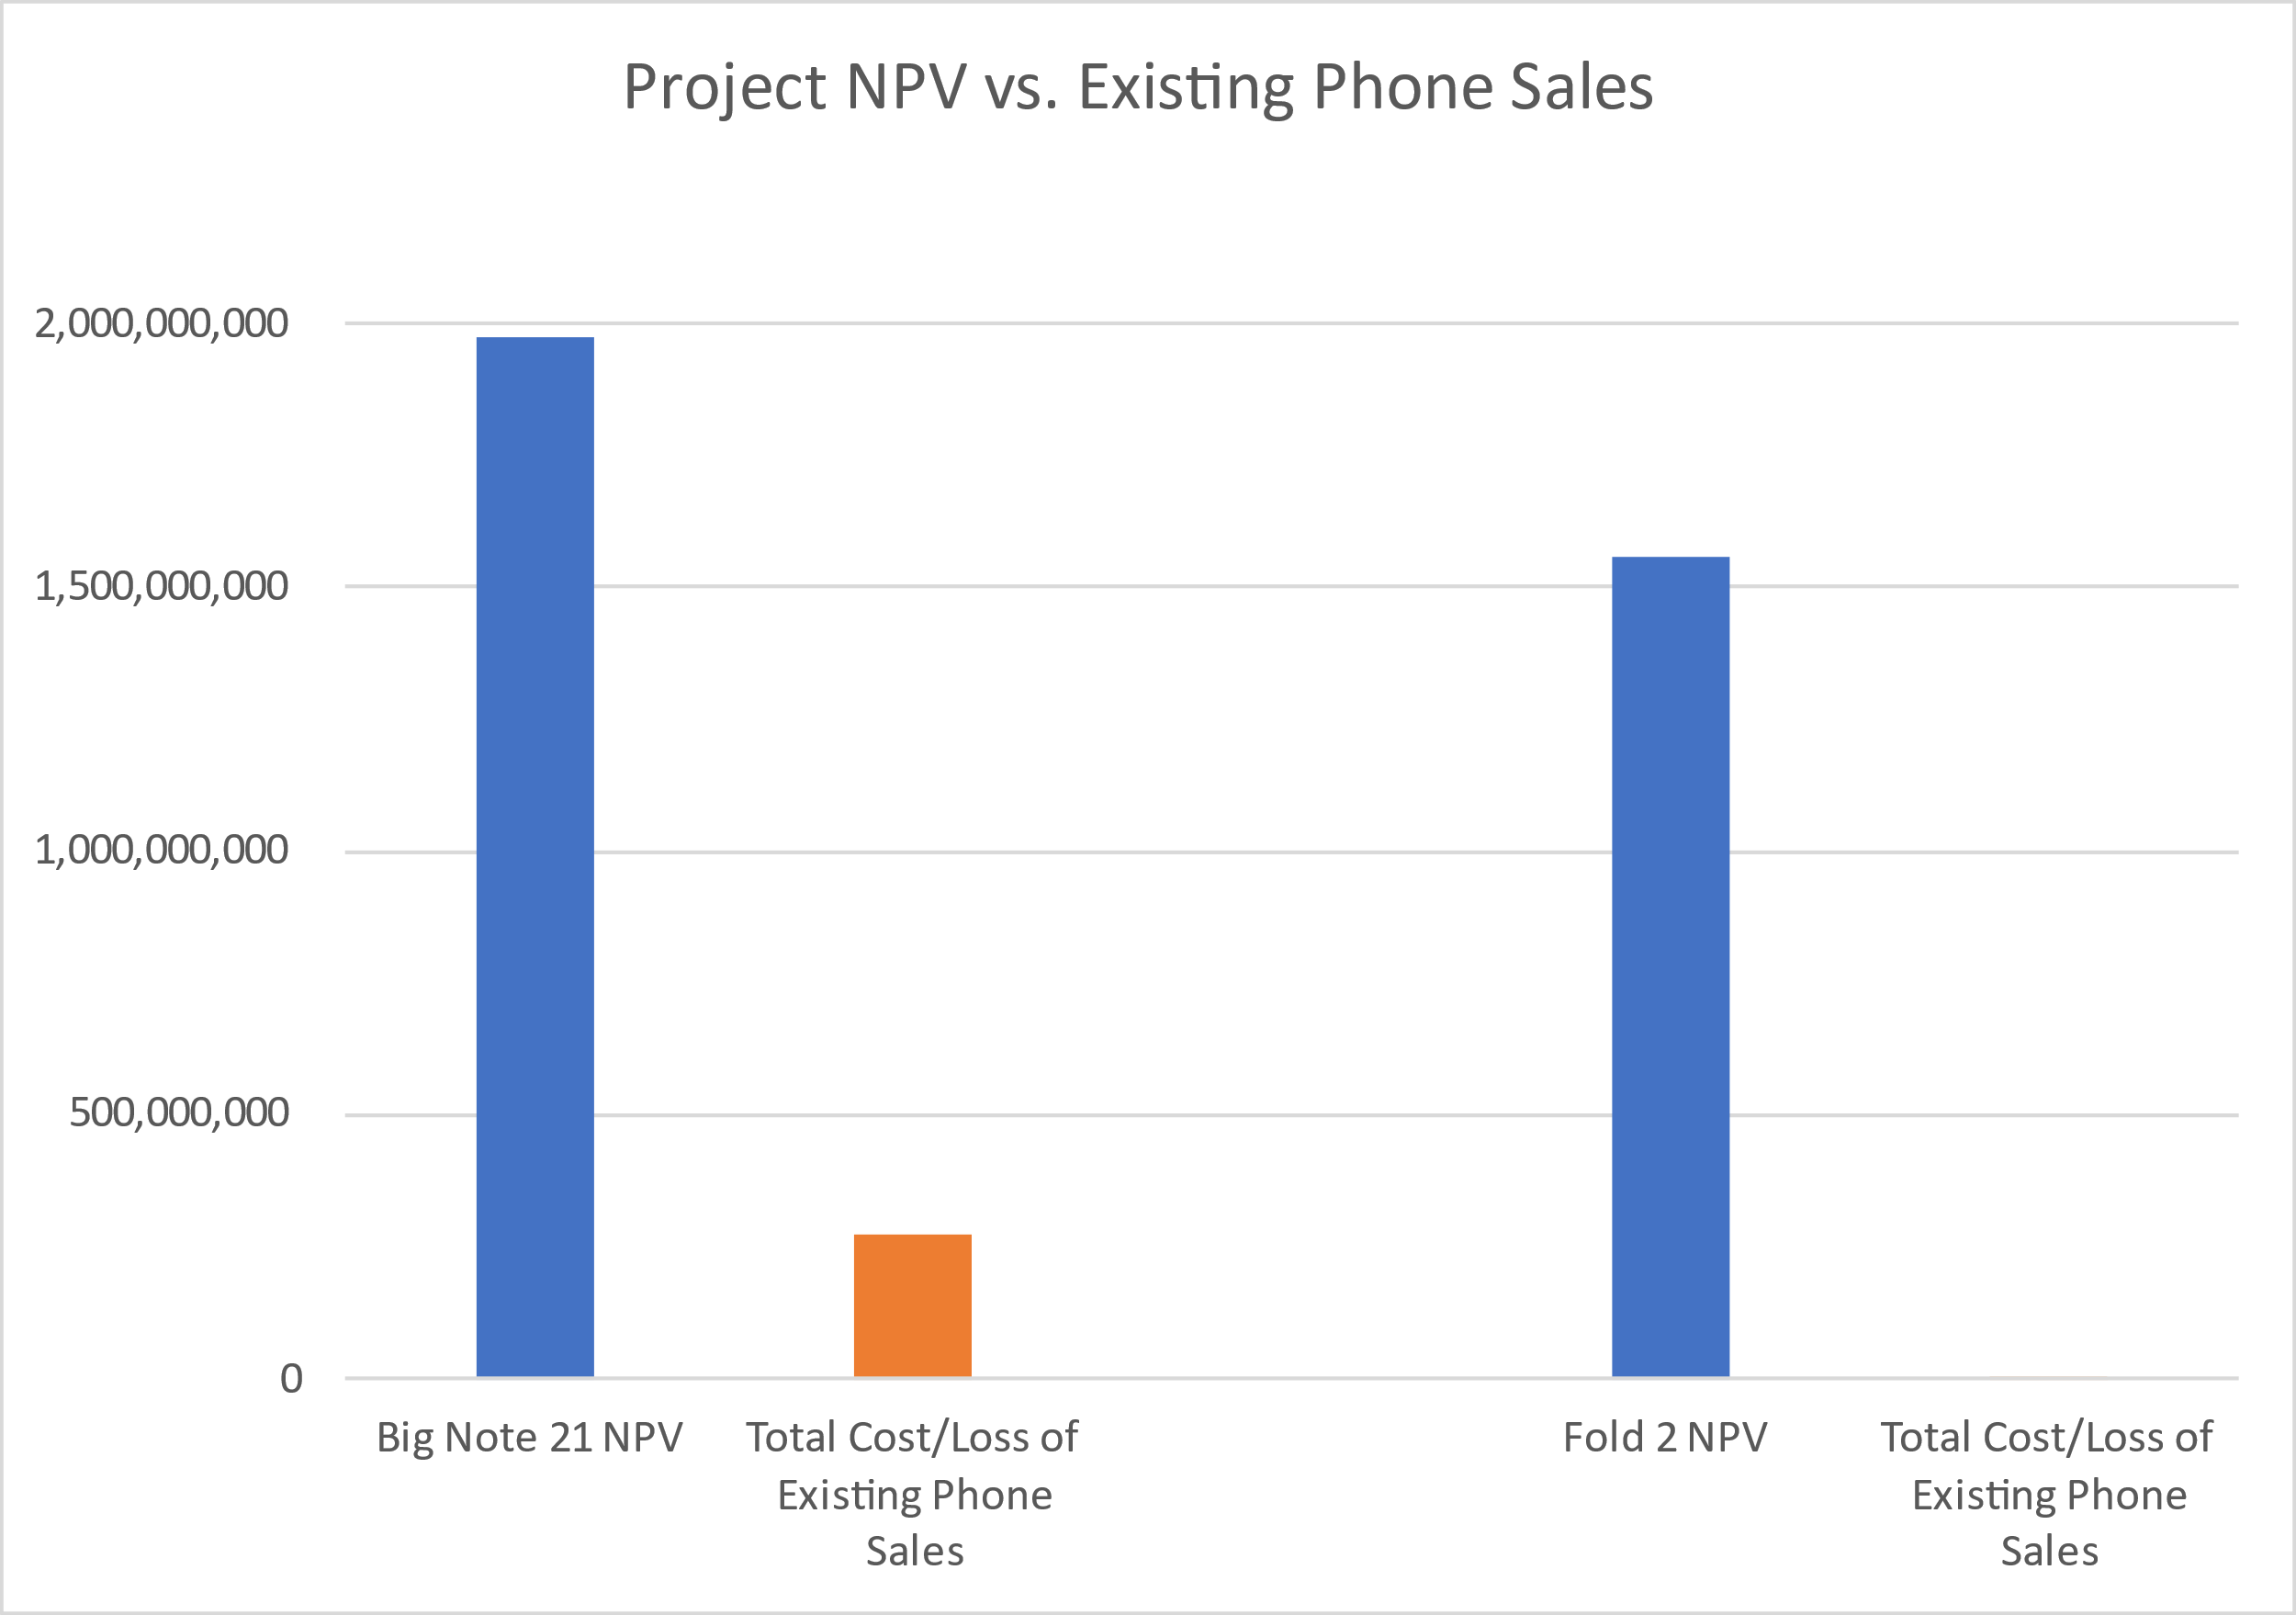 Project NPV vs. Existing Phone Sales
2,000,000,000
1,500,000,000
1,000,000,000
500,000,000
0
Big Note 21 NPV
Total Cost/Loss of
Existing Phone
Sales
Fold 2 NPV
Total Cost/Loss of
Existing Phone
Sales